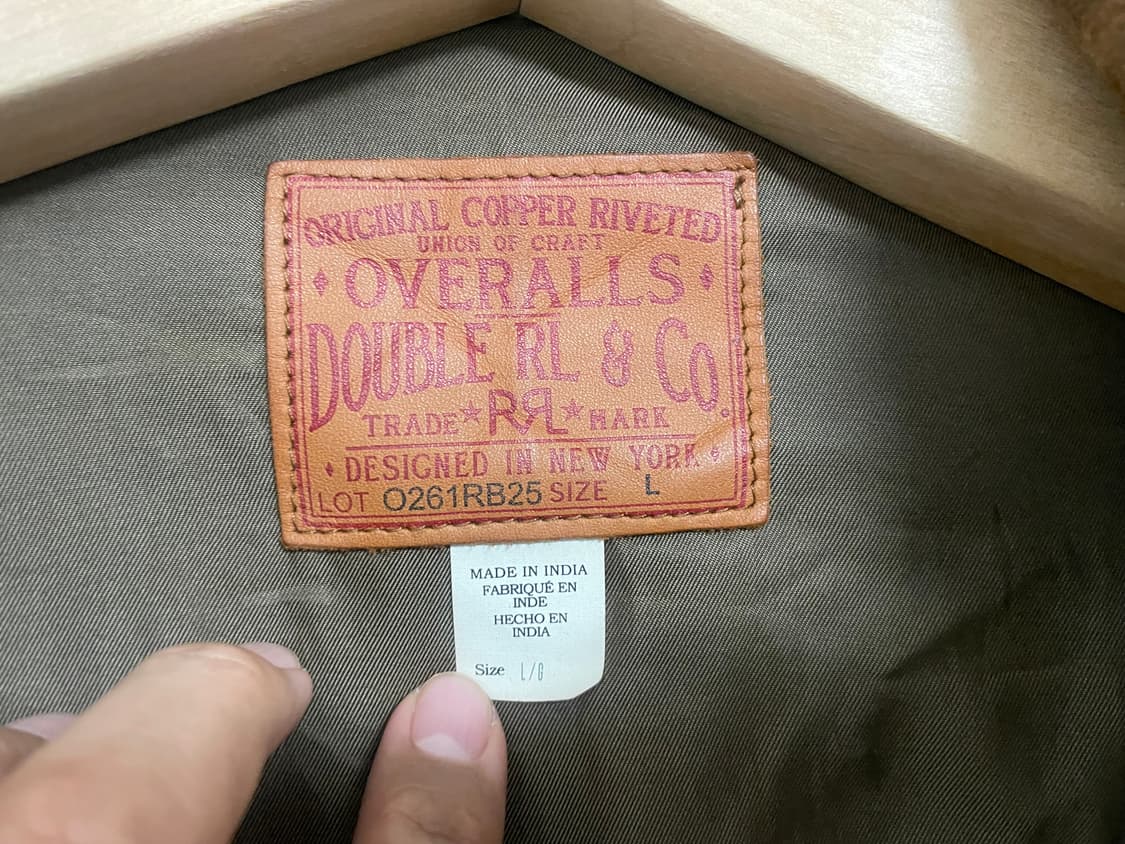 ORIGINAL COPPER RIVETED
UNION OF CRAFT
OVERALLS
DOUBLE RL & CO.
TRADE ★ RRL ★ MARK
DESIGNED IN NEW YORK
LOT O261RB25 SIZE L
MADE IN INDIA
FABRIQUÉ EN
INDE
HECHO EN
INDIA
Size L/G